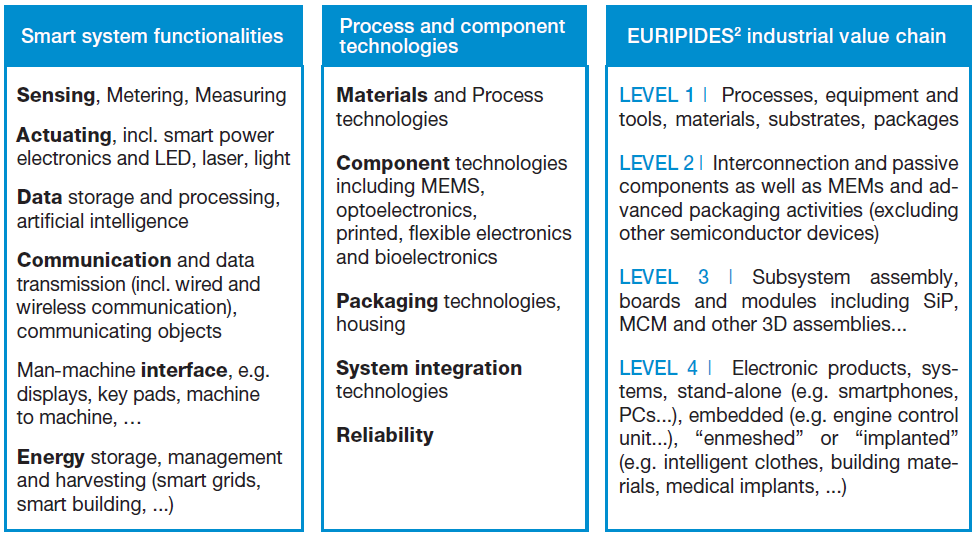 Smart system functionalities
Sensing, Metering, Measuring
Actuating, incl. smart power
electronics and LED, laser, light
Data storage and processing,
artificial intelligence
Communication and data
transmission (incl. wired and
wireless communication),
communicating objects
Man-machine interface, e.g.
displays, key pads, machine
to machine, …
Energy storage, management
and harvesting (smart grids,
smart building, ...)
Process and component
technologies
Materials and Process
technologies
Component technologies
including MEMS,
optoelectronics,
printed, flexible electronics
and bioelectronics
Packaging technologies,
housing
System integration
technologies
Reliability
EURIPIDES² industrial value chain
LEVEL 1 | Processes, equipment and
tools, materials, substrates, packages
LEVEL 2 | Interconnection and passive
components as well as MEMs and ad-
vanced packaging activities (excluding
other semiconductor devices)
LEVEL 3 | Subsystem assembly,
boards and modules including SiP,
MCM and other 3D assemblies...
LEVEL 4 | Electronic products, sys-
tems, stand-alone (e.g. smartphones,
PCs...), embedded (e.g. engine control
unit...), “enmeshed” or “implanted”
(e.g. intelligent clothes, building mate-
rials, medical implants, ...)